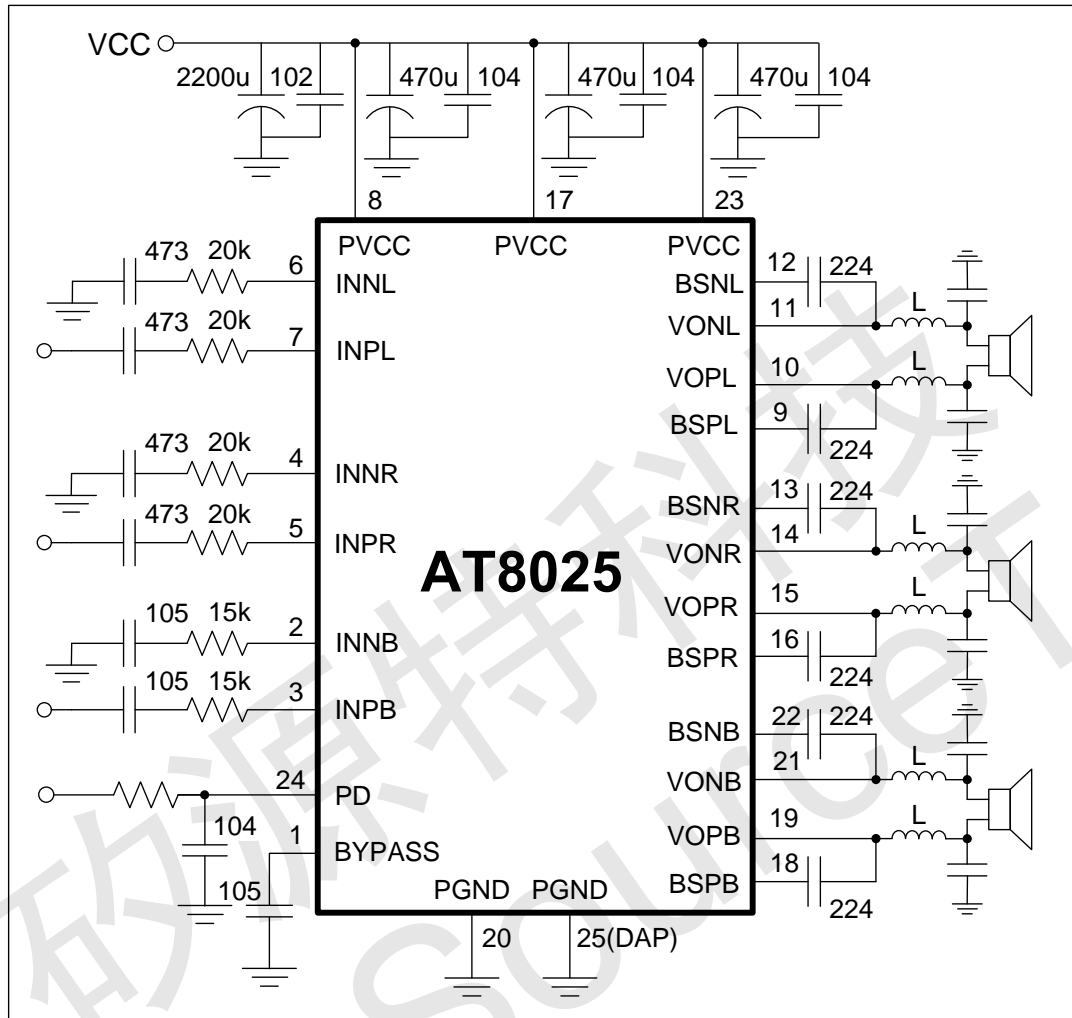 VCC
2200u 102 470u 104 470u 104 470u 104
8 17 23
PVCC PVCC PVCC
473 20k 6 INNL
473 20k 7 INPL
473 20k 4 INNR
473 20k 5 INPR
105 15k 2 INNB
105 15k 3 INPB
24 PD
104
1 BYPASS
105
AT8025
BSNL 12 224
VONL 11 L
VOPL 10 L
BSPL 9 224
BSNR 13 224
VONR 14 L
VOPR 15 L
BSPR 16 224
BSNB 22 224
VONB 21 L
VOPB 19 L
BSPB 18 224
PGND PGND
20 25(DAP)
矽源特科技
SourceT